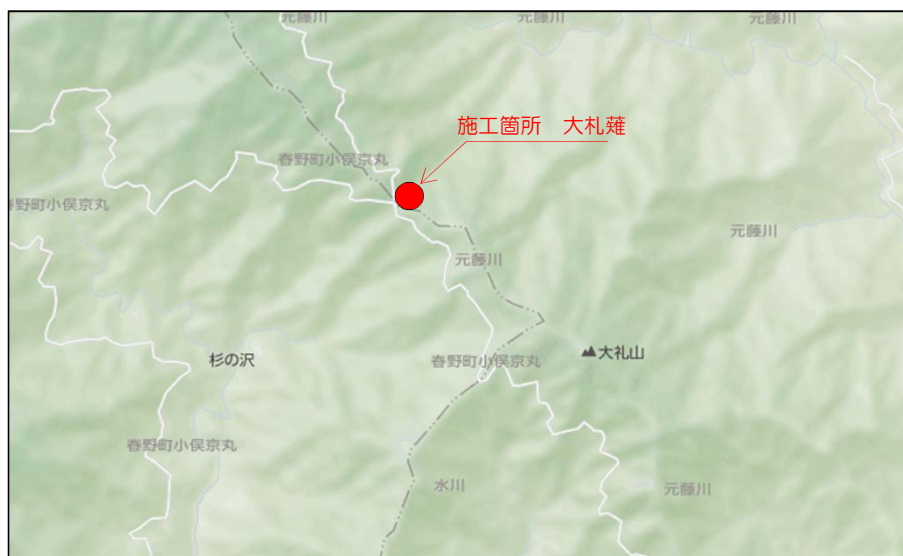 元藤川
元藤川
元藤川
施工箇所　大札薙
春野町小俣京丸
春野町小俣京丸
元藤川
元藤川
杉の沢
春野町小俣京丸
大札山
春野町小俣京丸
水川
元藤川